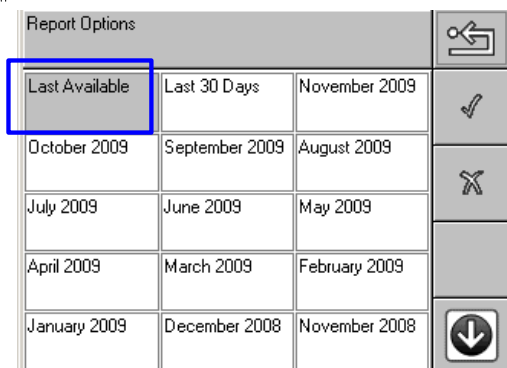 Report Options
Last Available Last 30 Days November 2009
October 2009 September 2009 August 2009
July 2009 June 2009 May 2009
April 2009 March 2009 February 2009
January 2009 December 2008 November 2008